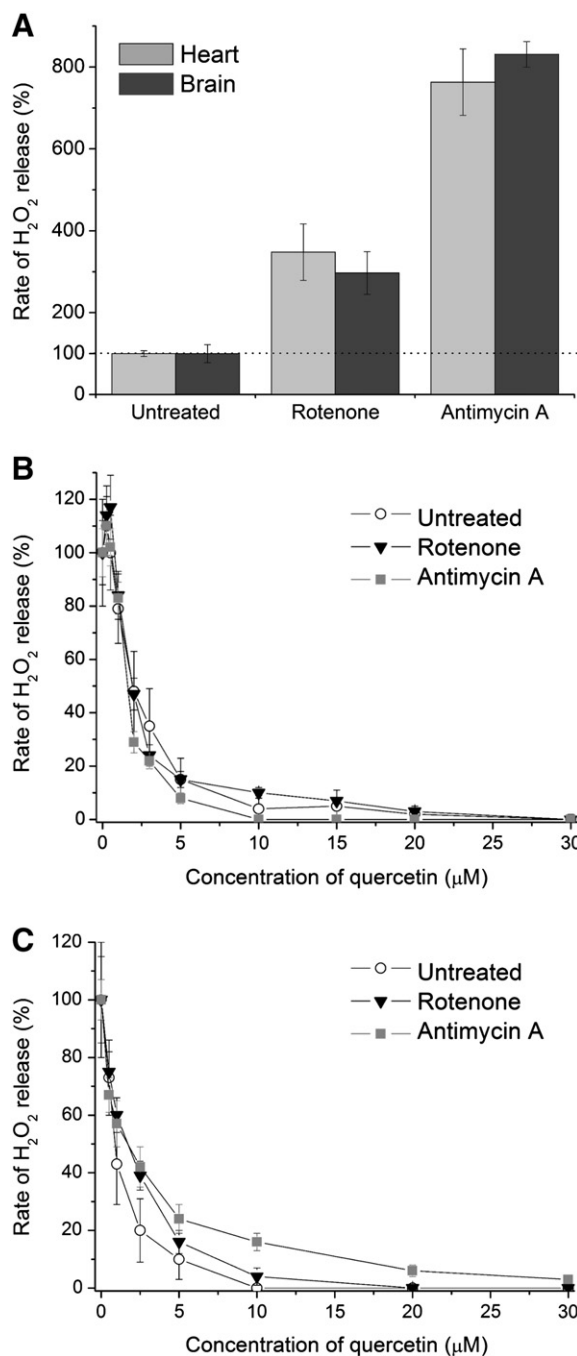 A
Heart
Brain
Rate of H₂O₂ release (%)
800
600
400
200
100
0
Untreated
Rotenone
Antimycin A
B
Untreated
Rotenone
Antimycin A
Rate of H₂O₂ release (%)
120
100
80
60
40
20
0
0 5 10 15 20 25 30
Concentration of quercetin (μM)
C
Untreated
Rotenone
Antimycin A
Rate of H₂O₂ release (%)
120
100
80
60
40
20
0
0 5 10 15 20 25 30
Concentration of quercetin (μM)